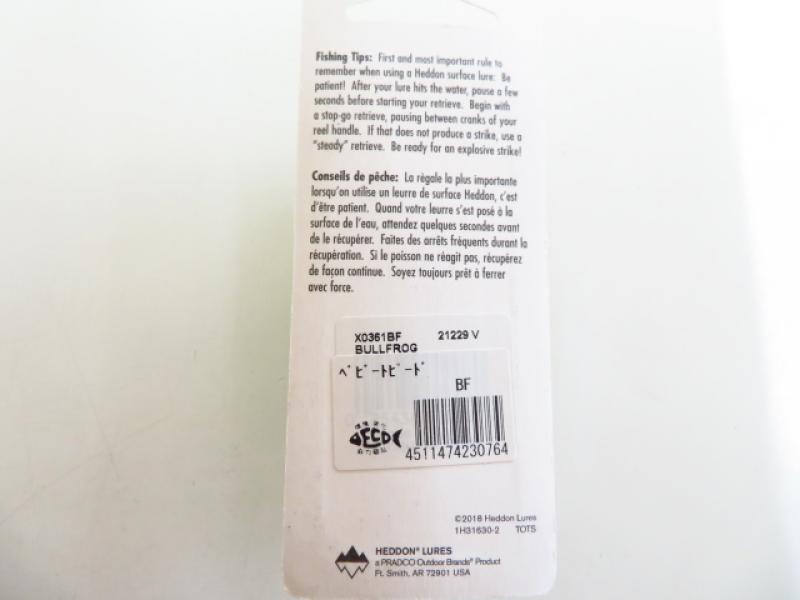 Fishing Tips: First and most important rule to
remember when using a Heddon surface lure: Be
patient! After your lure hits the water, pause a few
seconds before starting your retrieve. Begin with
a stop-go retrieve, pausing between cranks of your
reel handle. If that does not produce a strike, use a
"steady" retrieve. Be ready for an explosive strike!
Conseils de pêche: La règale la plus importante
lorsqu'on utilise un leurre de surface Heddon, c'est
d'être patient. Quand votre leurre s'est posé à la
surface de l'eau, attendez quelques secondes avant
de le récupérer. Faites des arrêts fréquents durant la
récupération. Si le poisson ne réagit pas, récupérez
de façon continue. Soyez toujours prêt à ferrer
avec force.
X0361BF 21229 V
BULLFROG
ﾍﾞﾋﾞｰﾄﾋﾞｰﾄﾞ
BF
ECO
4511474230764
©2018 Heddon Lures
1H31630-2 TOTS
HEDDON® LURES
a PRADCO Outdoor Brands® Product
Ft. Smith, AR 72901 USA